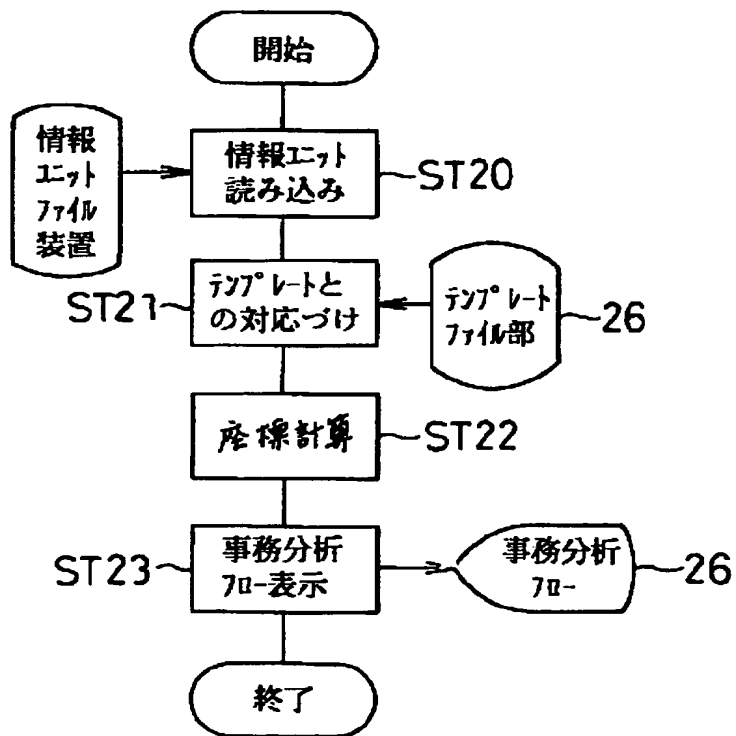 開始
情報
ユニット
ファイル
装置
情報ユニット
読み込み
ST20
ST21
テンプレートと
の対応づけ
テンプレート
ファイル部
26
座標計算
ST22
ST23
事務分析
フロー表示
事務分析
フロー
26
終了